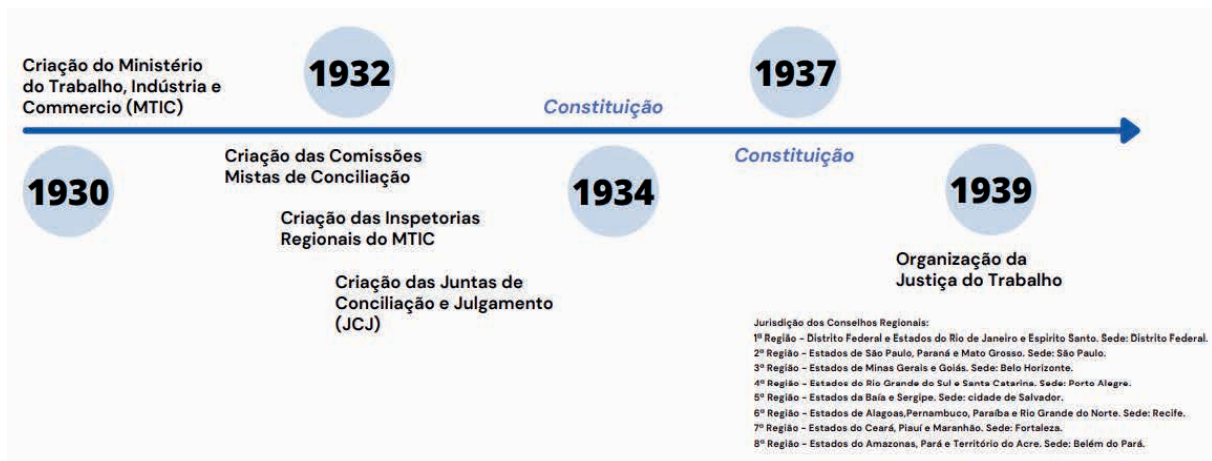 Criação do Ministério
do Trabalho, Indústria e
Commercio (MTIC)
1930
1932
Criação das Comissões
Mistas de Conciliação
Criação das Inspetorias
Regionais do MTIC
Criação das Juntas de
Conciliação e Julgamento
(JCJ)
Constituição
1934
1937
Constituição
1939
Organização da
Justiça do Trabalho
Jurisdição dos Conselhos Regionais:
1ª Região - Distrito Federal e Estados do Rio de Janeiro e Espirito Santo. Sede: Distrito Federal.
2ª Região - Estados de São Paulo, Paraná e Mato Grosso. Sede: São Paulo.
3ª Região - Estados de Minas Gerais e Goiás. Sede: Belo Horizonte.
4ª Região - Estados do Rio Grande do Sul e Santa Catarina. Sede: Porto Alegre.
5ª Região - Estados da Baía e Sergipe. Sede: cidade de Salvador.
6ª Região - Estados de Alagoas,Pernambuco, Paraíba e Rio Grande do Norte. Sede: Recife.
7ª Região - Estados do Ceará, Piauí e Maranhão. Sede: Fortaleza.
8ª Região - Estados do Amazonas, Pará e Território do Acre. Sede: Belém do Pará.